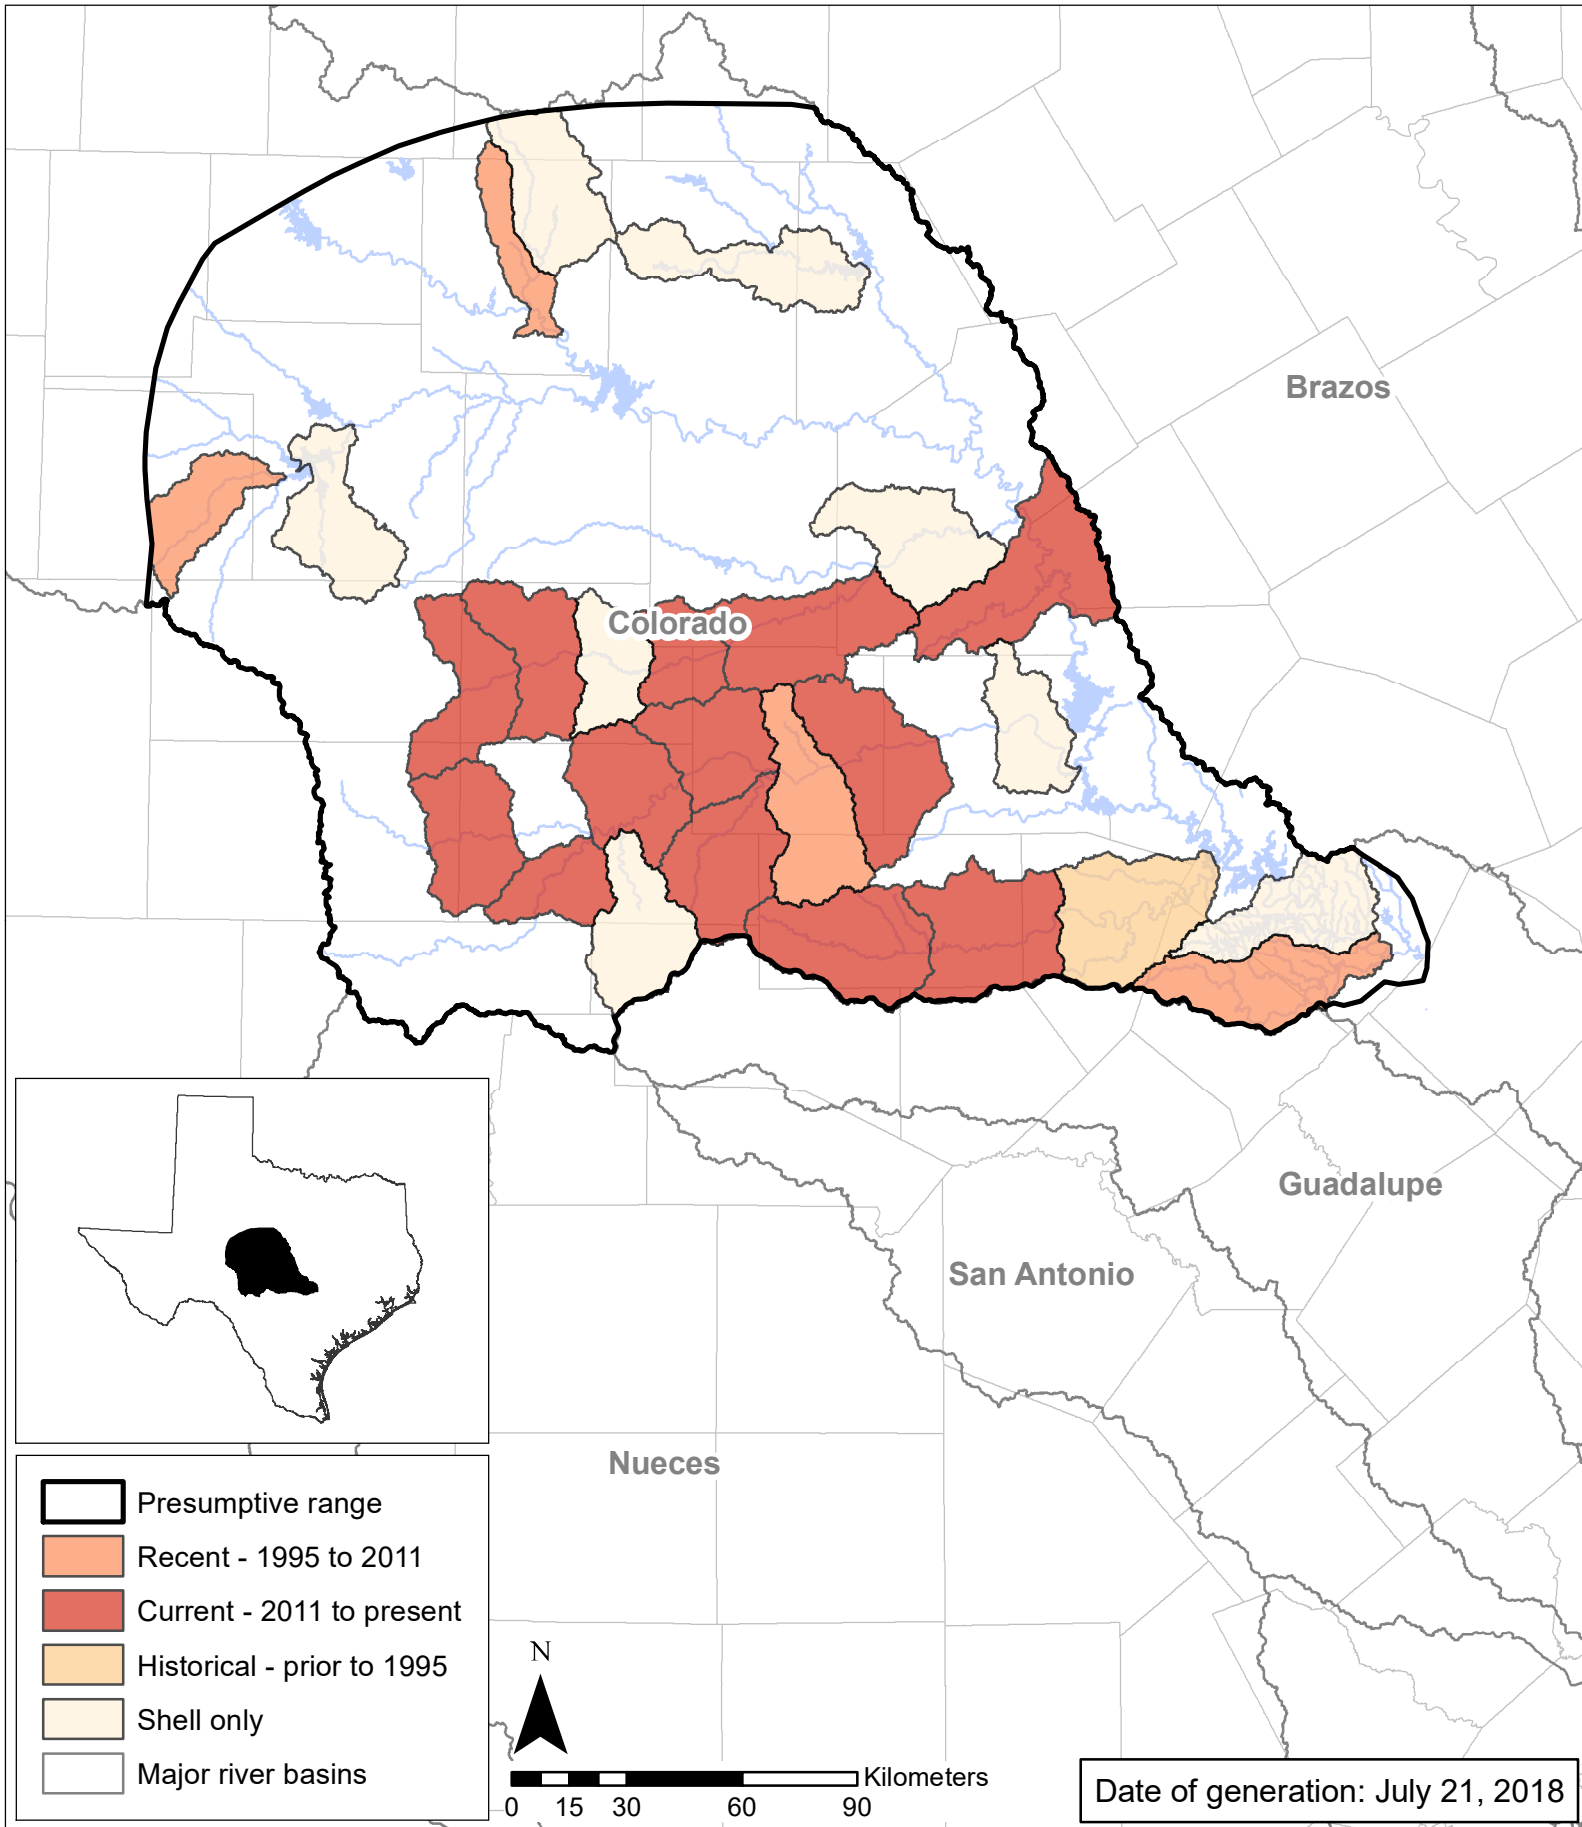 Brazos
Colorado
Guadalupe
San Antonio
Nueces
Presumptive range
Recent - 1995 to 2011
Current - 2011 to present
Historical - prior to 1995
Shell only
Major river basins
N
Kilometers
0 15 30 60 90
Date of generation: July 21, 2018